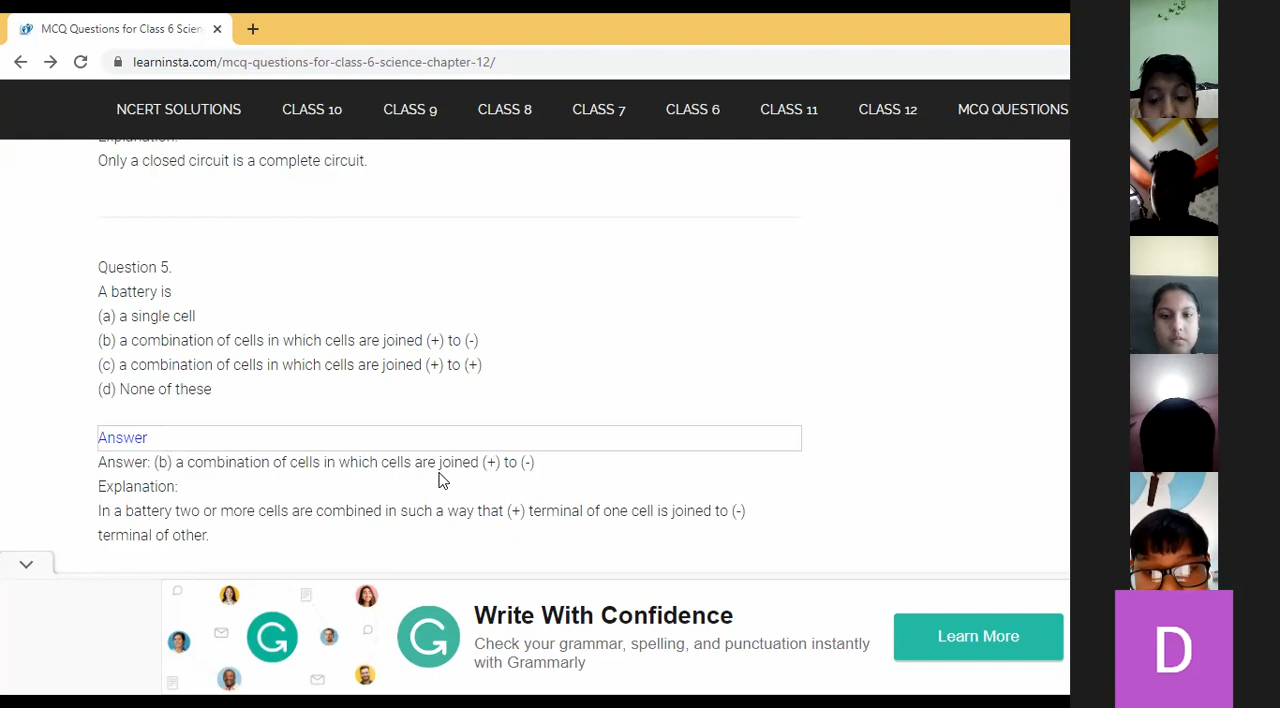 MCQ Questions for Class 6 Scien
learninsta.com/mcq-questions-for-class-6-science-chapter-12/
NCERT SOLUTIONS CLASS 10 CLASS 9 CLASS 8 CLASS 7 CLASS 6 CLASS 11 CLASS 12 MCQ QUESTIONS
Explanation:
Only a closed circuit is a complete circuit.
Question 5.
A battery is
(a) a single cell
(b) a combination of cells in which cells are joined (+) to (-)
(c) a combination of cells in which cells are joined (+) to (+)
(d) None of these
Answer
Answer: (b) a combination of cells in which cells are joined (+) to (-)
Explanation:
In a battery two or more cells are combined in such a way that (+) terminal of one cell is joined to (-)
terminal of other.
Write With Confidence
Check your grammar, spelling, and punctuation instantly
with Grammarly
Learn More
G
G
D